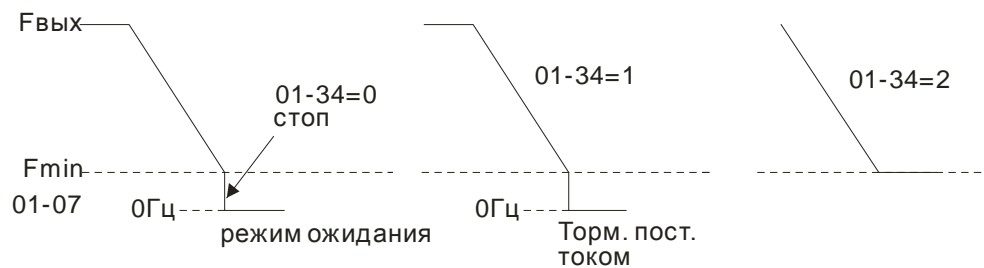 Fвых
01-34=0
стоп
Fmin
01-07
0Гц
режим ожидания
01-34=1
0Гц
Торм. пост.
током
01-34=2